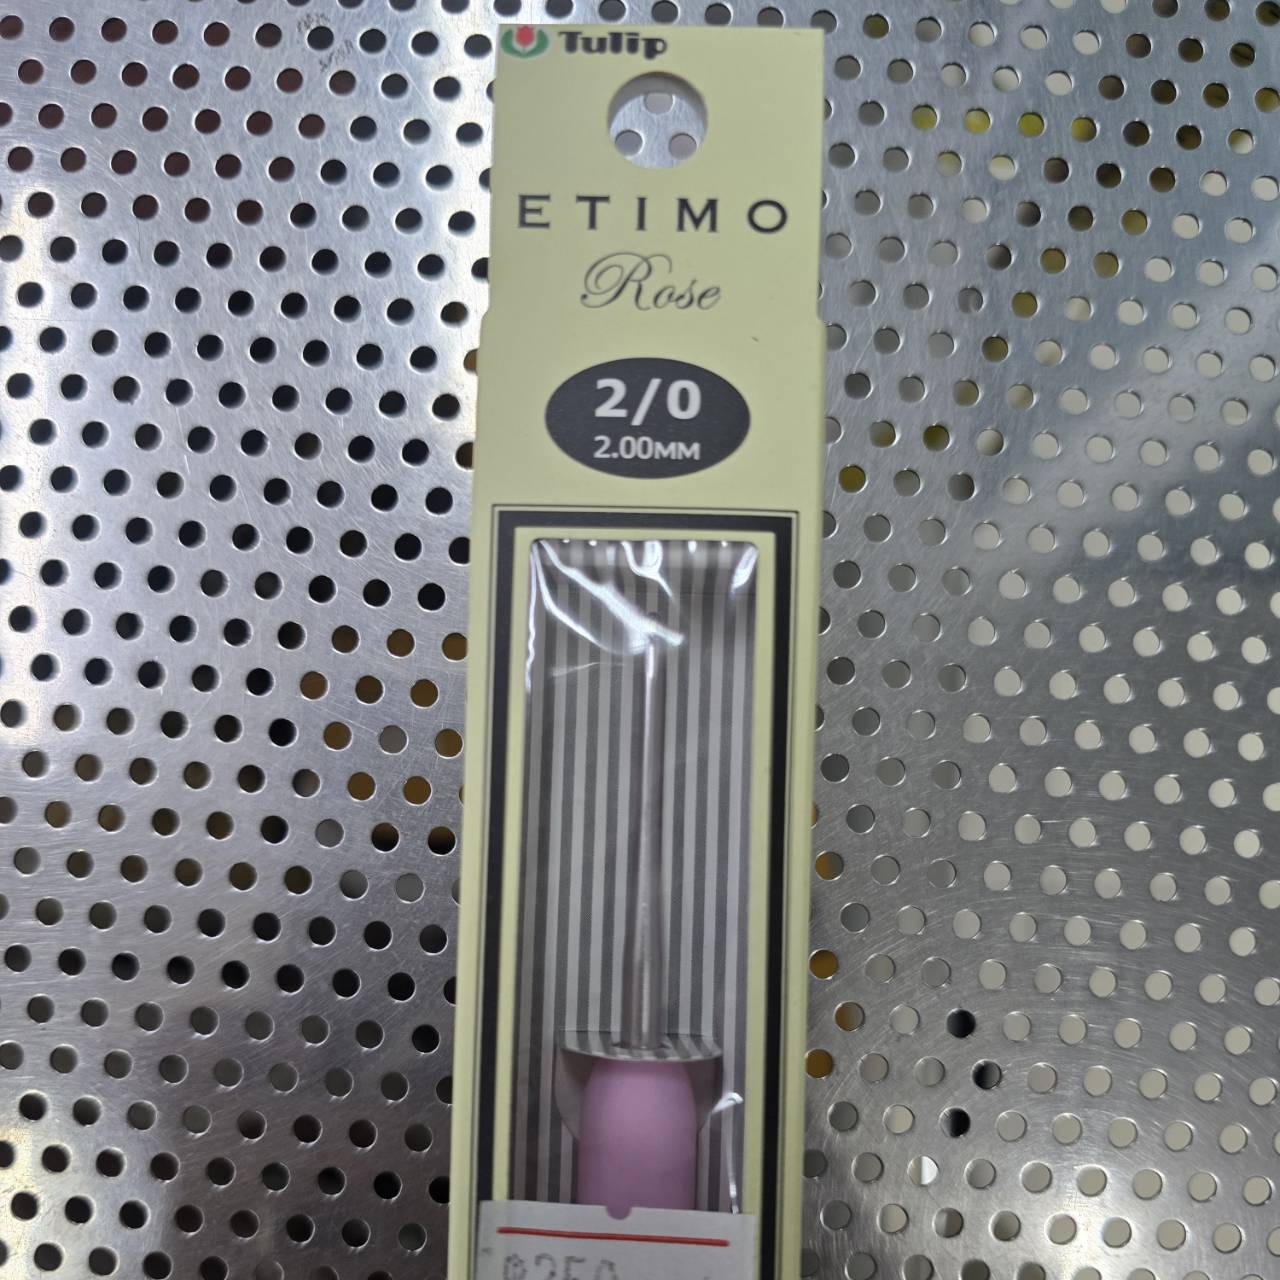 Tulip
ETIMO
Rose
2/0
2.00MM